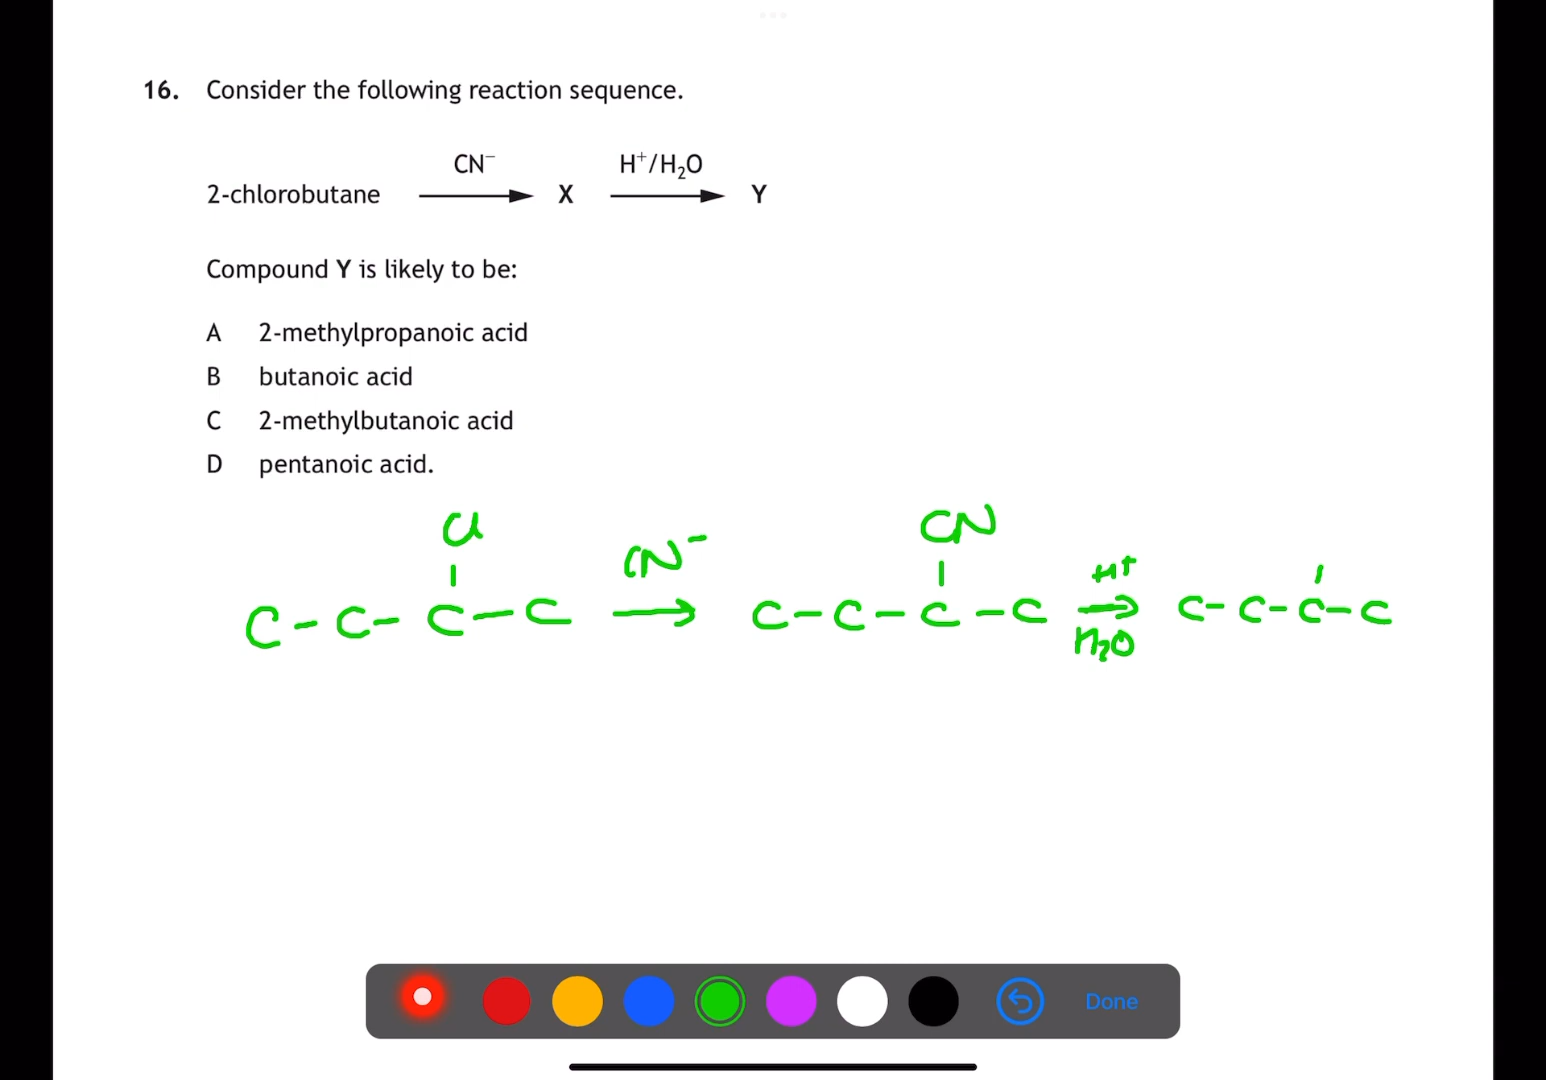 16. Consider the following reaction sequence.
CN⁻ H⁺/H₂O
2-chlorobutane X Y
Compound Y is likely to be:
A 2-methylpropanoic acid
B butanoic acid
C 2-methylbutanoic acid
D pentanoic acid.
Cl CN
CN⁻ H⁺
C-C-C-C → C-C-C-C → C-C-C-C
H₂O
Done